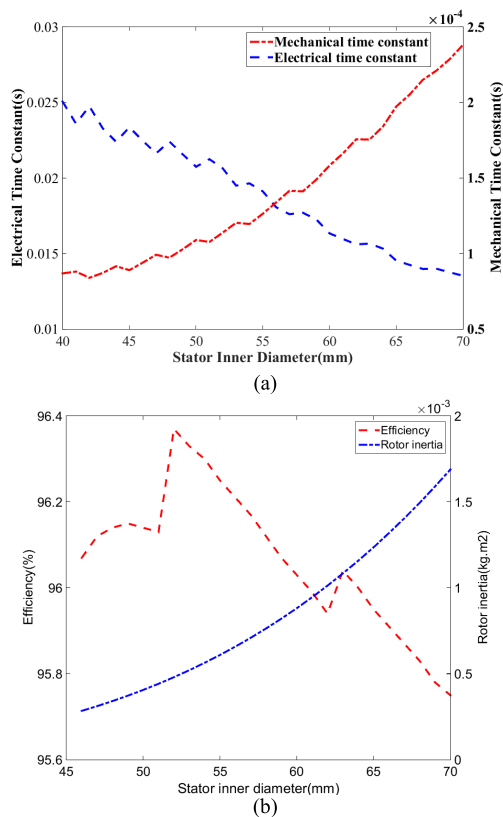 ×10⁻⁴
0.03
2.5
Mechanical time constant
Electrical time constant
0.025
2
0.02
1.5
0.015
1
0.01
0.5
Electrical Time Constant(s)
Mechanical Time Constant(s)
40 45 50 55 60 65 70
Stator Inner Diameter(mm)
(a)
×10⁻³
96.4
2
Efficiency
Rotor inertia
96.2
1.5
96
1
95.8
0.5
95.6
0
Efficiency(%)
Rotor inertia(kg.m2)
45 50 55 60 65 70
Stator inner diameter(mm)
(b)